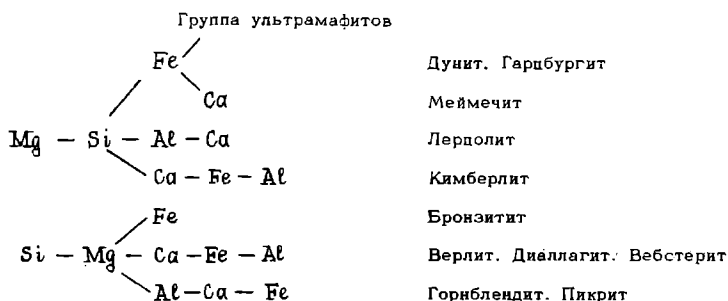 Группа ультрамафитов
Fe Дунит. Гарцбургит
Ca Меймечит
Mg – Si – Al – Ca Лерцолит
Ca – Fe – Al Кимберлит
Fe Бронзитит
Si – Mg – Ca – Fe – Al Верлит. Диаллагит. Вебстерит
Al – Ca – Fe Горнблендит. Пикрит